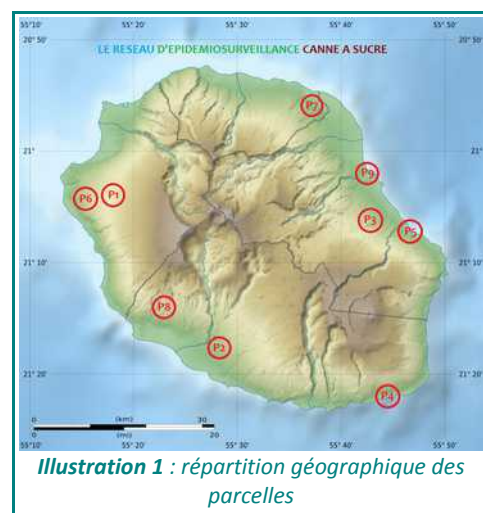 55°10' 55° 20' 55° 30' 55° 40' 55° 50'
20° 50' 20° 50'
LE RESEAU D'EPIDEMIOSURVEILLANCE CANNE A SUCRE
P7
21° 21°
P9
P6 P1
P3
P5
21° 10' 21° 10'
P8
P2
21° 20' 21° 20'
P4
0 (km) 30
0 (mi) 20
55° 10' 55° 20' 55° 30' 55° 40' 55° 50'
Illustration 1 : répartition géographique des
parcelles